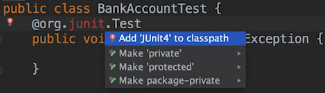 public class BankAccountTest {
@org.junit.Test
public voi Exception {
Add 'JUnit4' to classpath
Make 'private'
Make 'protected'
Make package-private
}